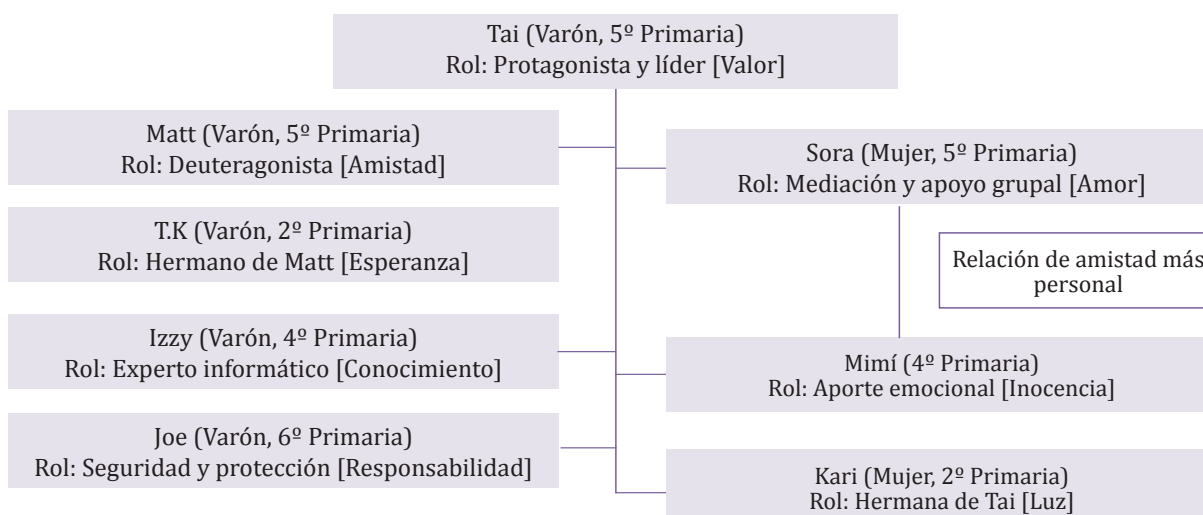 Tai (Varón, 5º Primaria)
Rol: Protagonista y líder [Valor]
Matt (Varón, 5º Primaria)
Rol: Deuteragonista [Amistad]
Sora (Mujer, 5º Primaria)
Rol: Mediación y apoyo grupal [Amor]
T.K (Varón, 2º Primaria)
Rol: Hermano de Matt [Esperanza]
Relación de amistad más
personal
Izzy (Varón, 4º Primaria)
Rol: Experto informático [Conocimiento]
Mimí (4º Primaria)
Rol: Aporte emocional [Inocencia]
Joe (Varón, 6º Primaria)
Rol: Seguridad y protección [Responsabilidad]
Kari (Mujer, 2º Primaria)
Rol: Hermana de Tai [Luz]